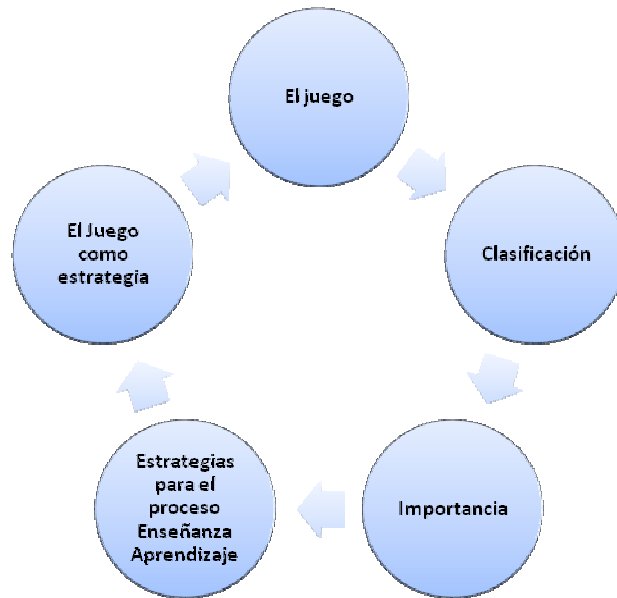 El juego
Clasificación
Importancia
Estrategias
para el
proceso
Enseñanza
Aprendizaje
El Juego
como
estrategia